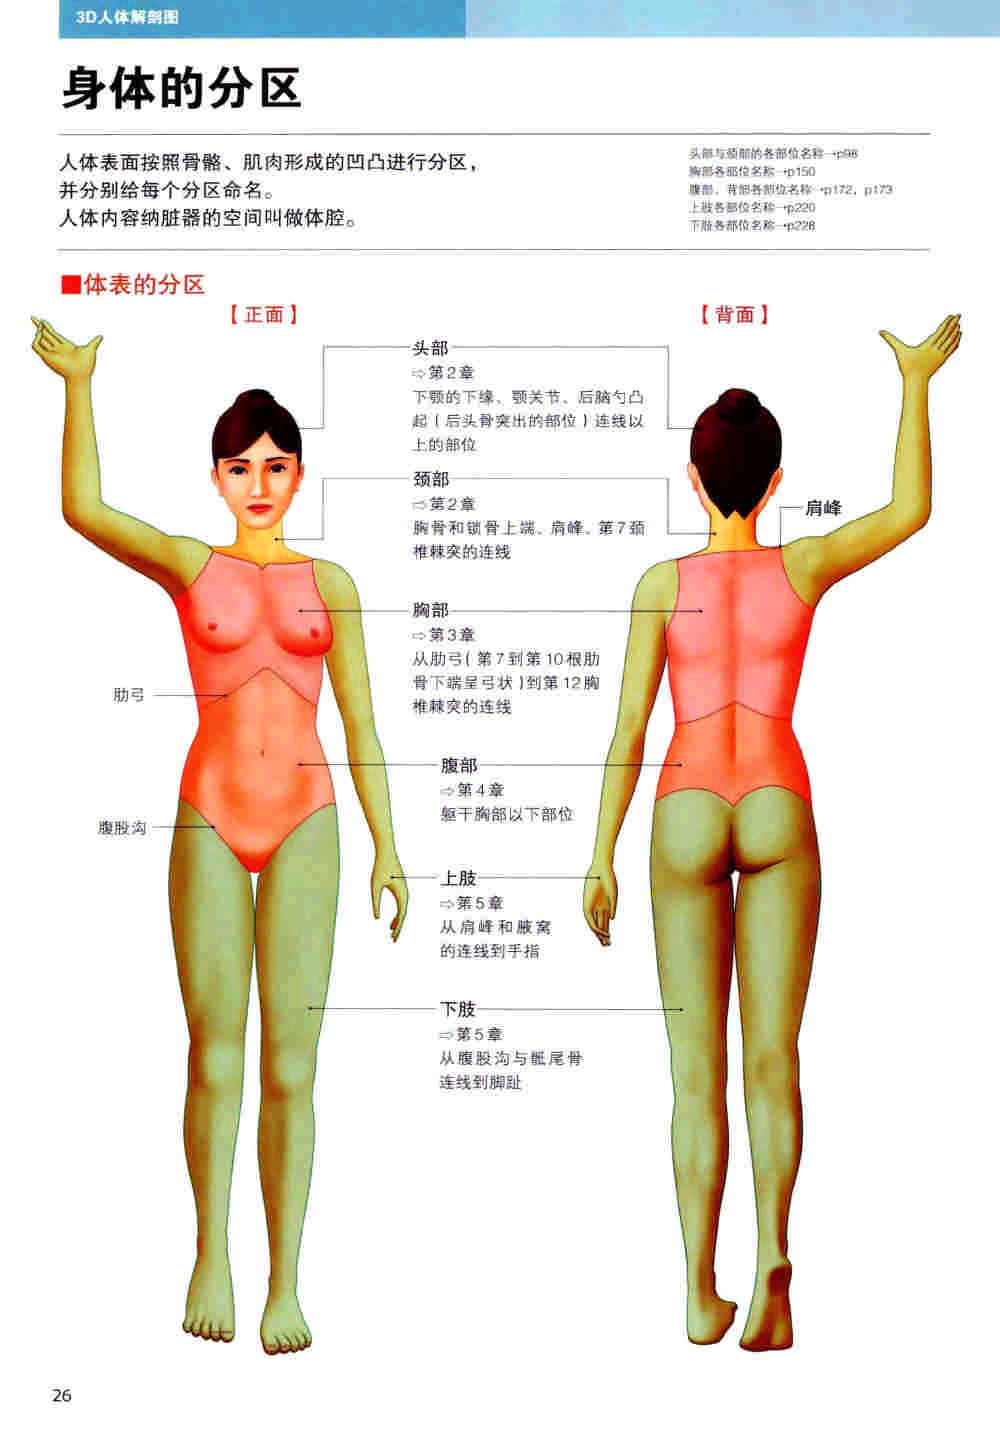 3D人体解剖图
身体的分区
人体表面按照骨骼、肌肉形成的凹凸进行分区，
并分别给每个分区命名。
人体内容纳脏器的空间叫做体腔。
头部与颈部的各部位名称→p98
胸部各部位名称→p150
腹部、背部各部位名称→p172，p173
上肢各部位名称→p220
下肢各部位名称→p228
■体表的分区
【正面】
【背面】
头部
⇨第2章
下颚的下缘、颚关节、后脑勺凸
起（后头骨突出的部位）连线以
上的部位
颈部
⇨第2章
胸骨和锁骨上端、肩峰、第7颈
椎棘突的连线
肩峰
胸部
⇨第3章
从肋弓（第7到第10根肋
骨下端呈弓状）到第12胸
椎棘突的连线
肋弓
腹部
⇨第4章
躯干胸部以下部位
腹股沟
上肢
⇨第5章
从肩峰和腋窝
的连线到手指
下肢
⇨第5章
从腹股沟与骶尾骨
连线到脚趾
26